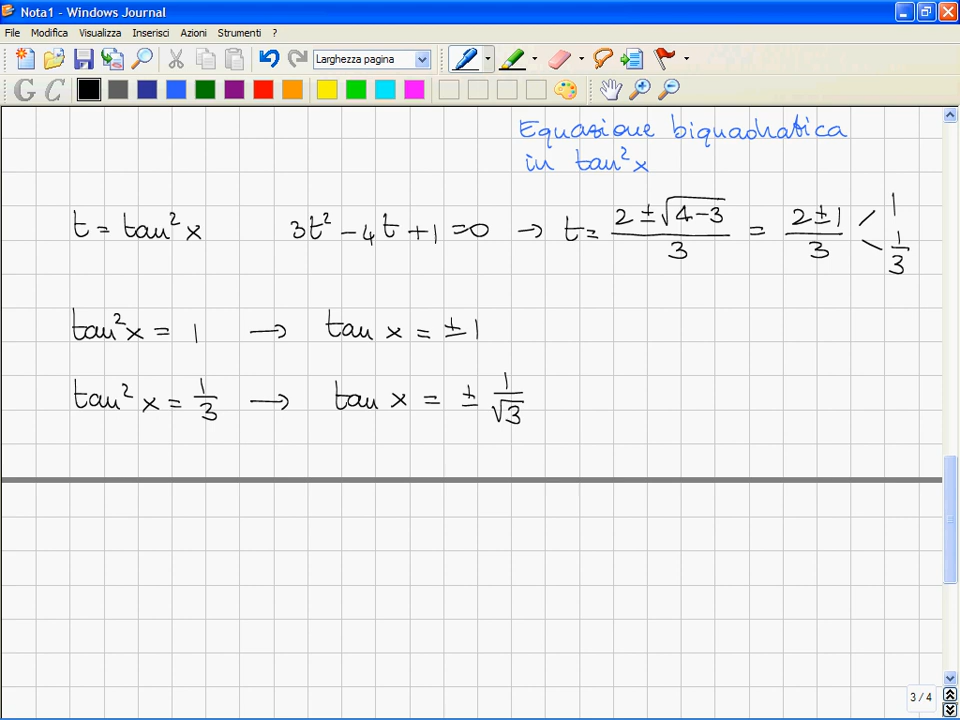 Nota1 - Windows Journal
File Modifica Visualizza Inserisci Azioni Strumenti ?
Larghezza pagina
G C
Equazione biquadratica
in tan²x
t = tan²x 3t² - 4t + 1 = 0 → t = (2 ± √(4-3))/3 = (2 ± 1)/3 1
1/3
tan²x = 1 → tan x = ± 1
tan²x = 1/3 → tan x = ± 1/√3
3 / 4